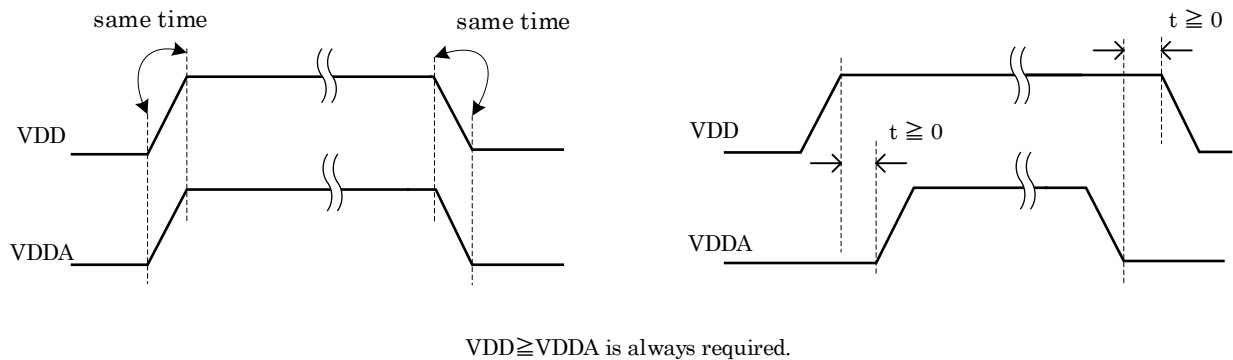 same time
same time
VDD
VDDA
t ≧ 0
t ≧ 0
VDD
VDDA
VDD≧VDDA is always required.